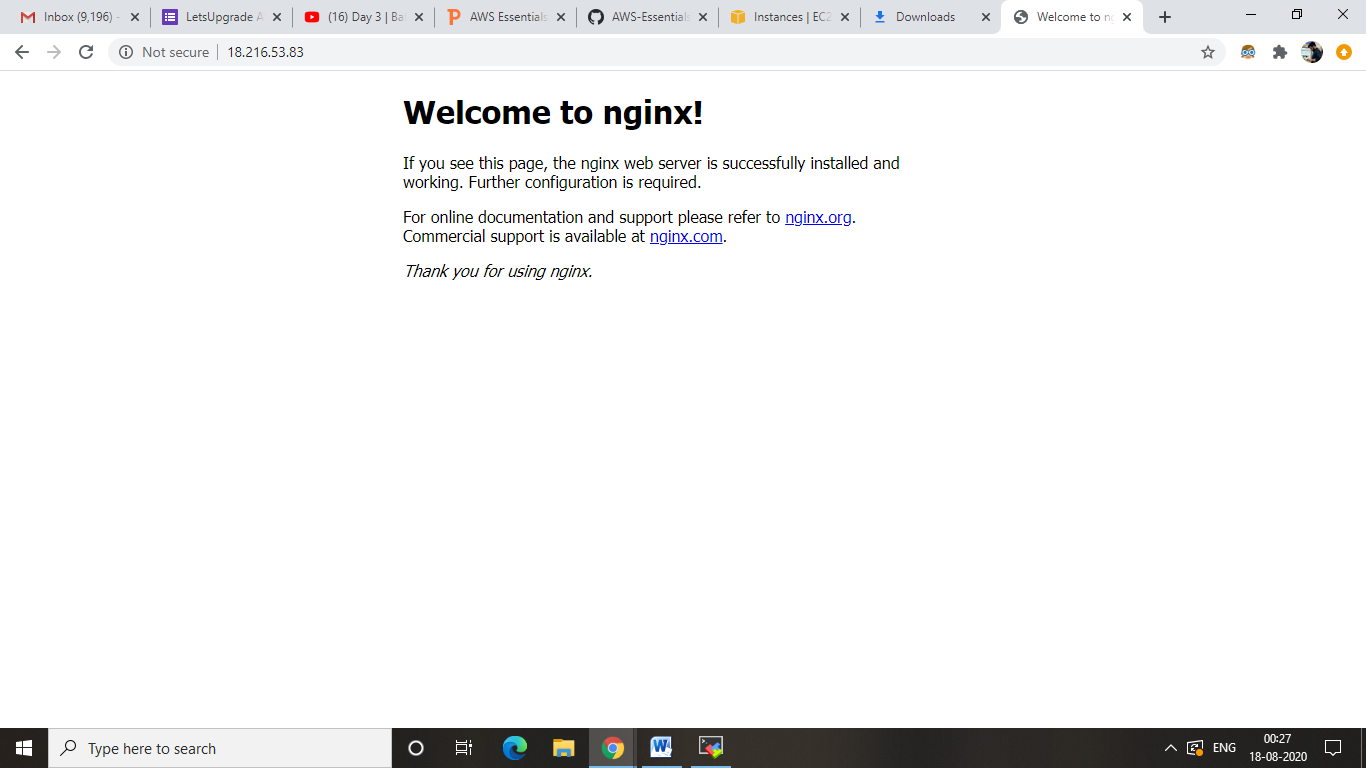 Inbox (9,196) -
LetsUpgrade A
(16) Day 3 | Ba
AWS Essentials
AWS-Essentials
Instances | EC2
Downloads
Welcome to n
Not secure
18.216.53.83
Welcome to nginx!
If you see this page, the nginx web server is successfully installed and
working. Further configuration is required.
For online documentation and support please refer to nginx.org.
Commercial support is available at nginx.com.
Thank you for using nginx.
Type here to search
ENG
00:27
18-08-2020